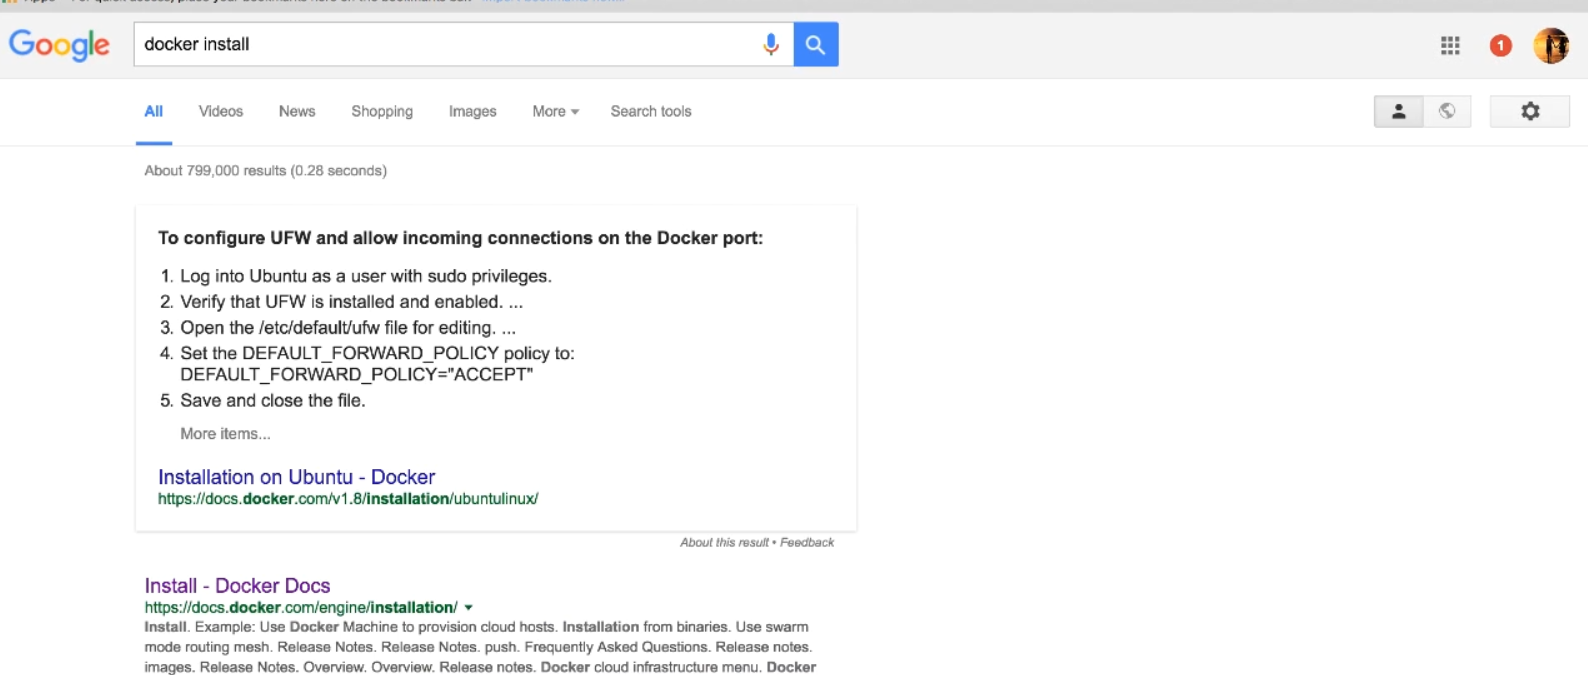 Google
docker install
1
All Videos News Shopping Images More Search tools
About 799,000 results (0.28 seconds)
To configure UFW and allow incoming connections on the Docker port:
1. Log into Ubuntu as a user with sudo privileges.
2. Verify that UFW is installed and enabled. ...
3. Open the /etc/default/ufw file for editing. ...
4. Set the DEFAULT_FORWARD_POLICY policy to:
DEFAULT_FORWARD_POLICY="ACCEPT"
5. Save and close the file.
More items...
Installation on Ubuntu - Docker
https://docs.docker.com/v1.8/installation/ubuntulinux/
About this result • Feedback
Install - Docker Docs
https://docs.docker.com/engine/installation/
Install. Example: Use Docker Machine to provision cloud hosts. Installation from binaries. Use swarm
mode routing mesh. Release Notes. Release Notes. push. Frequently Asked Questions. Release notes.
images. Release Notes. Overview. Overview. Release notes. Docker cloud infrastructure menu. Docker